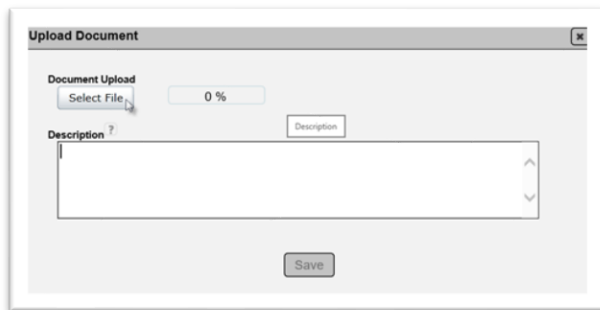 Upload Document
Document Upload
Select File
0 %
Description ?
Description
Save